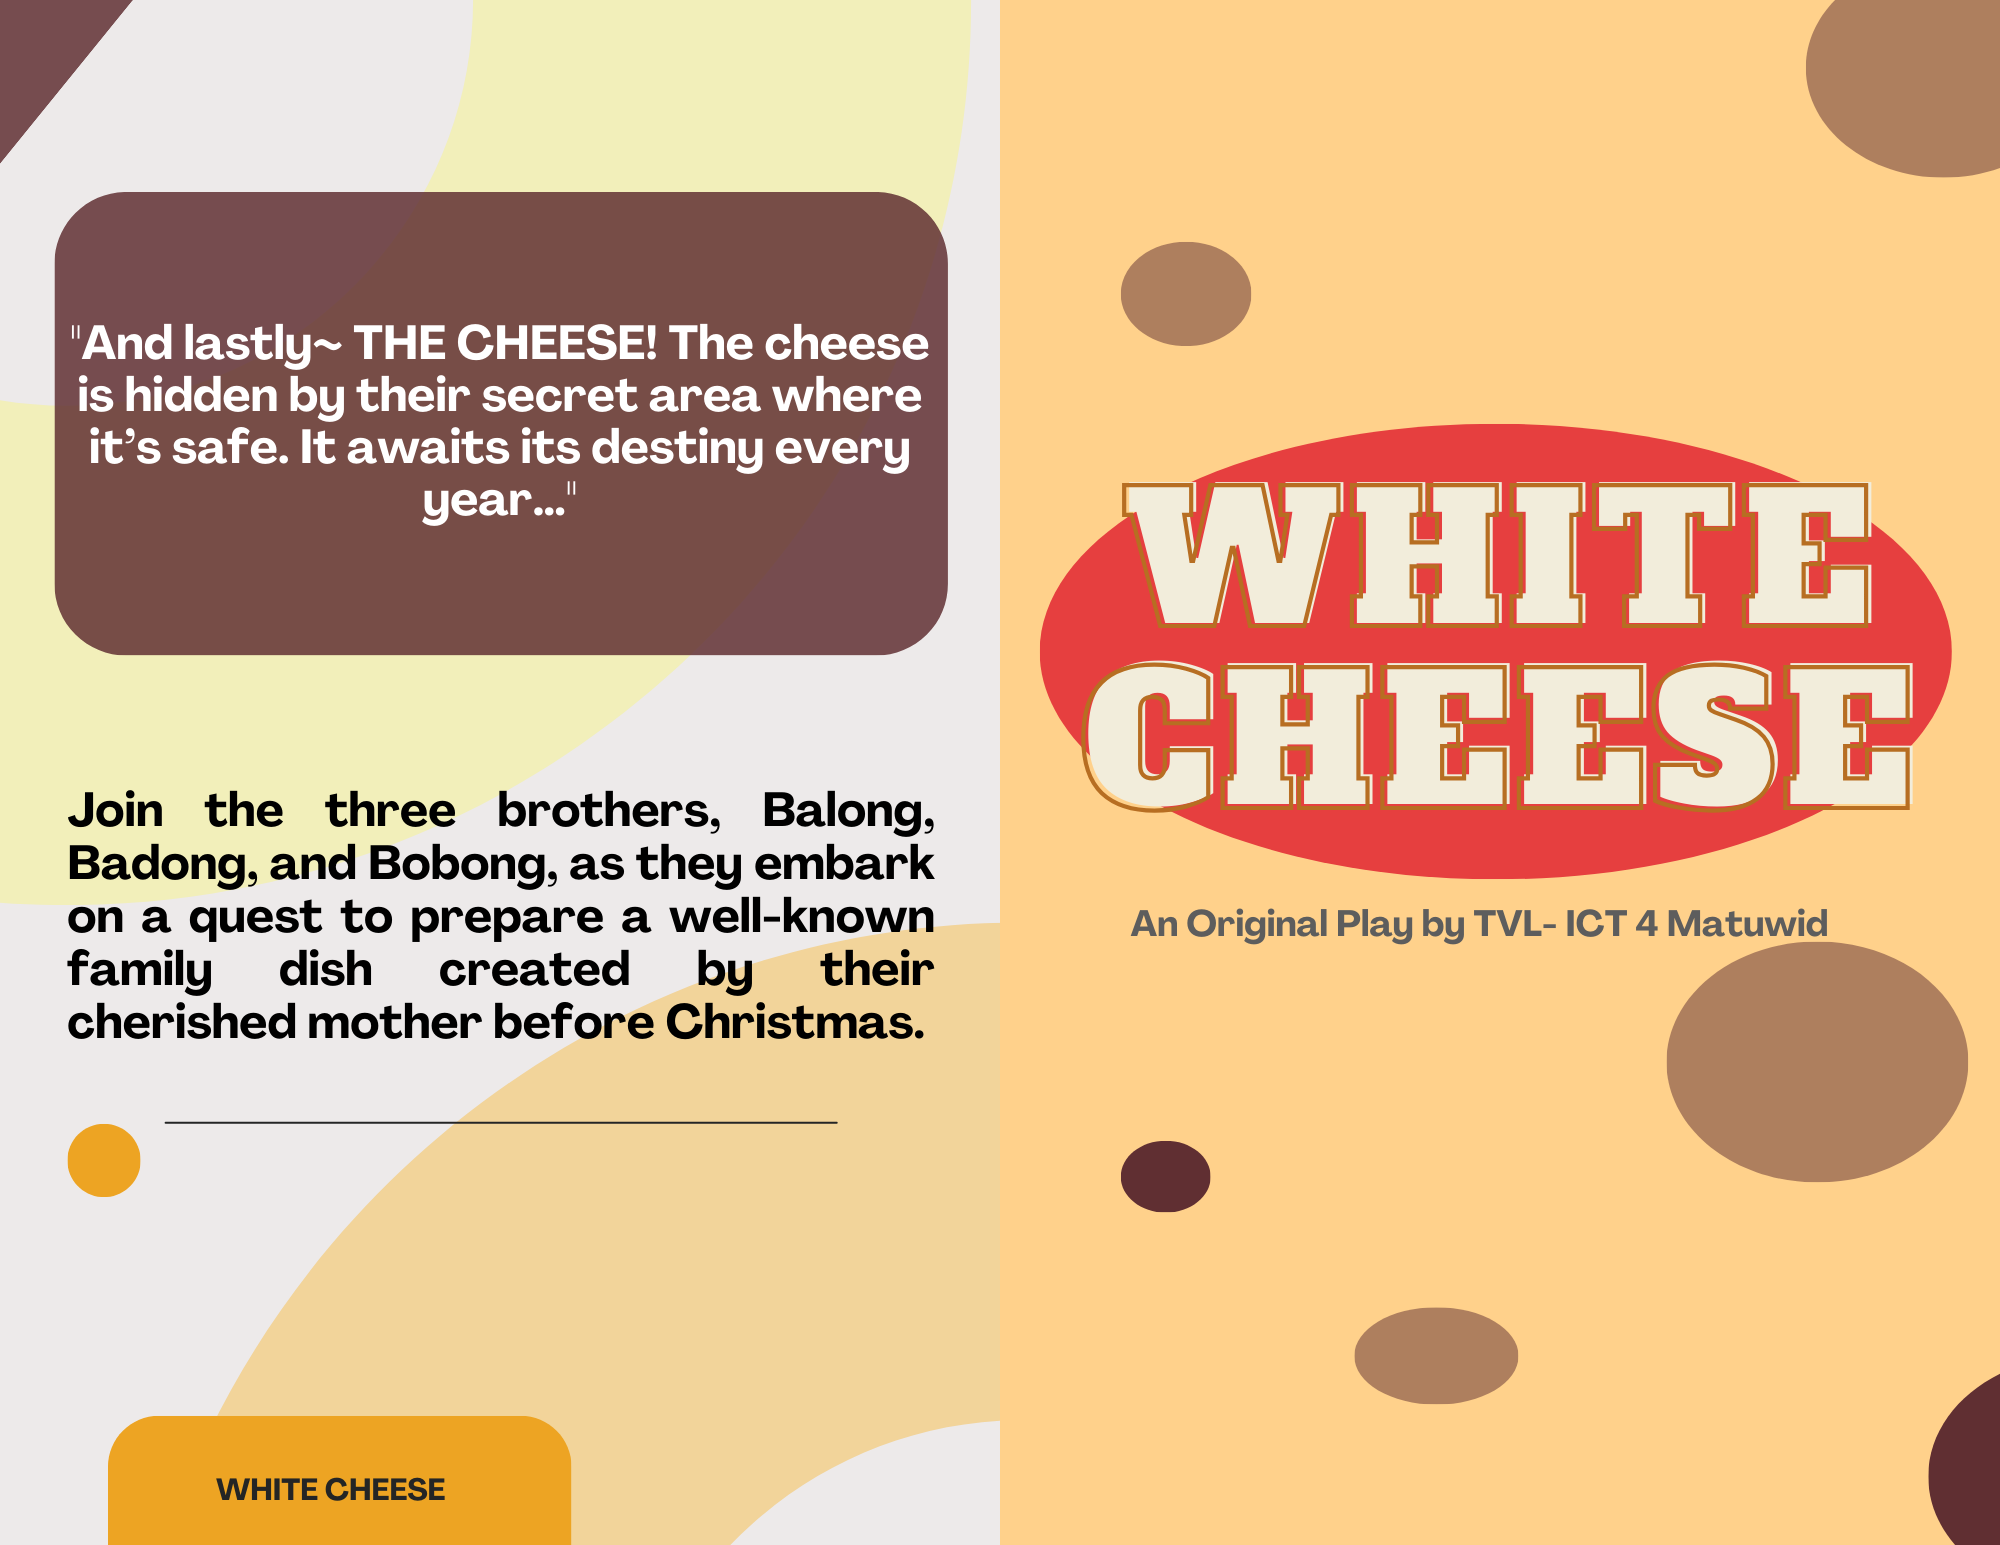 "And lastly~ THE CHEESE! The cheese
is hidden by their secret area where
it’s safe. It awaits its destiny every
year..."
Join the three brothers, Balong,
Badong, and Bobong, as they embark
on a quest to prepare a well-known
family dish created by their
cherished mother before Christmas.
WHITE CHEESE
WHITE
CHEESE
An Original Play by TVL- ICT 4 Matuwid